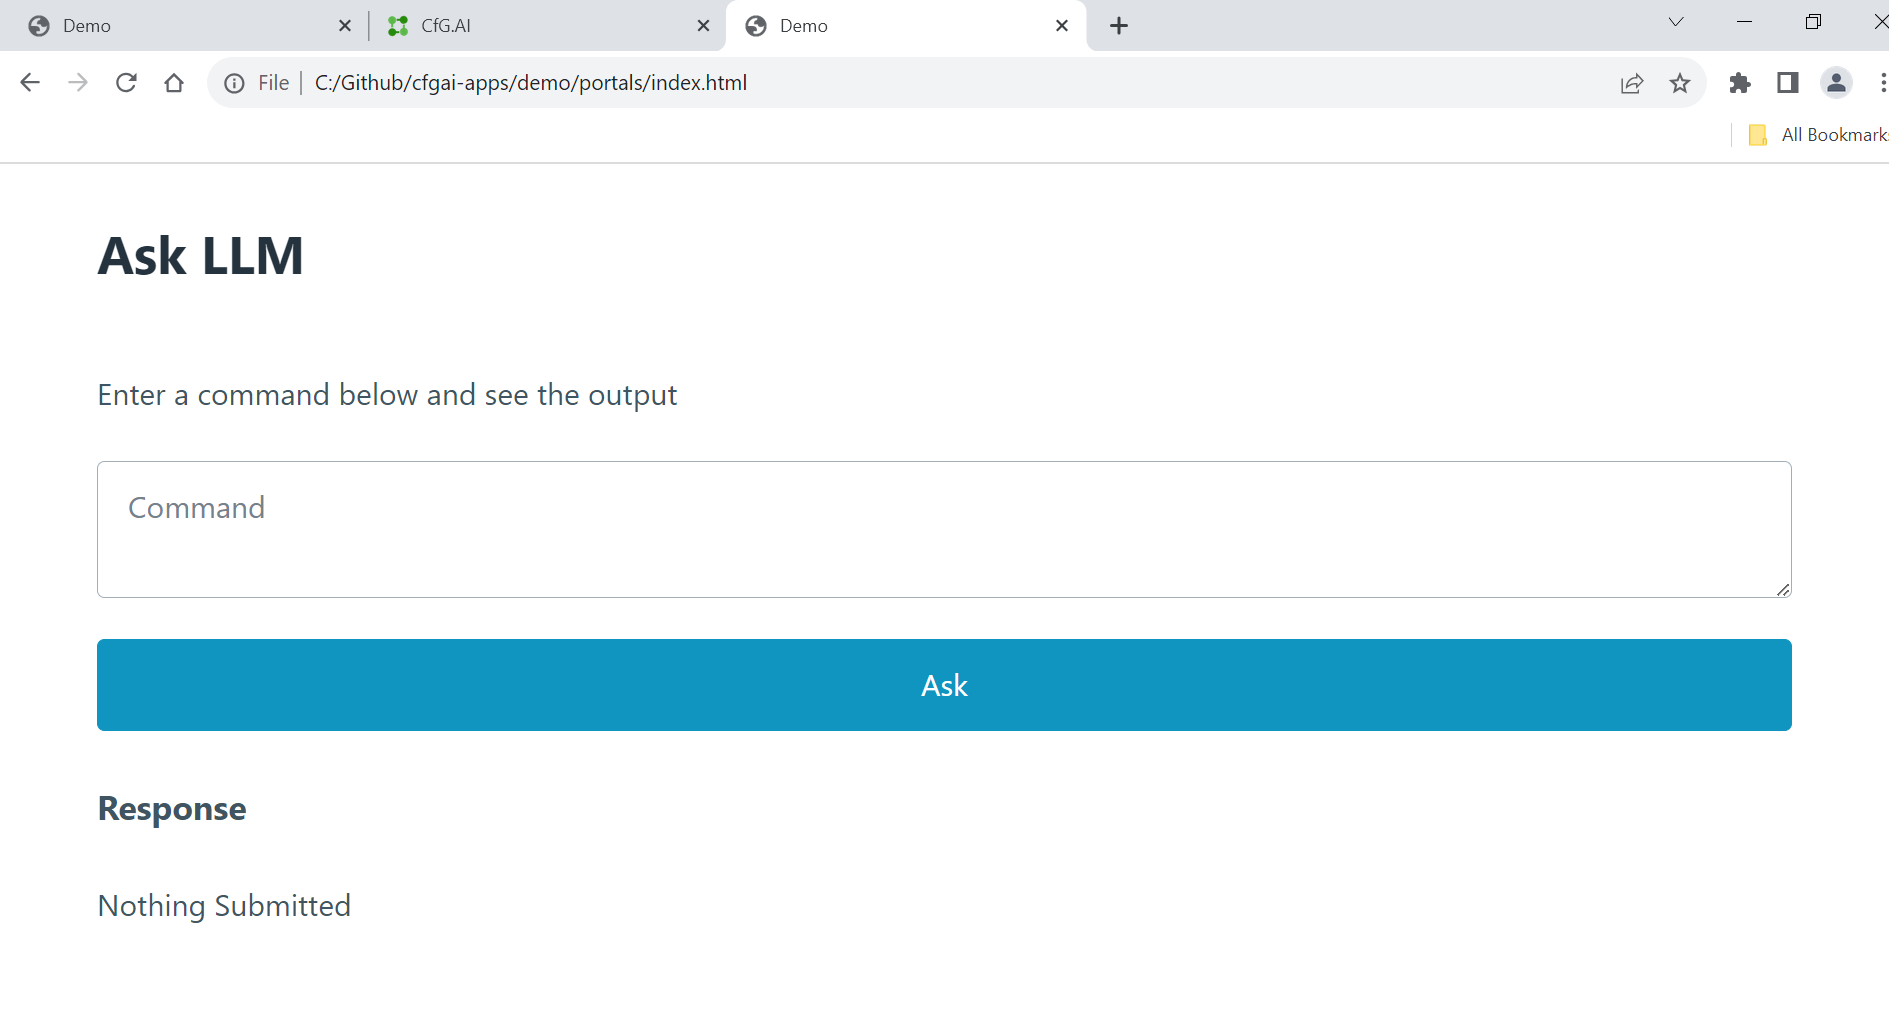 Demo
CfG.AI
Demo
File
C:/Github/cfgai-apps/demo/portals/index.html
All Bookmarks
Ask LLM
Enter a command below and see the output
Command
Ask
Response
Nothing Submitted